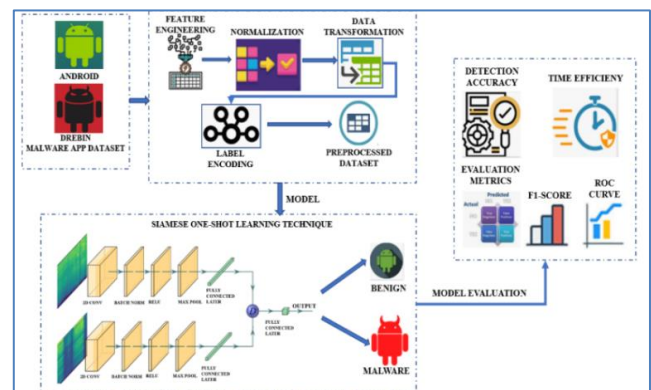 FEATURE
ENGINEERING
NORMALIZATION
DATA
TRANSFORMATION
ANDROID
DREBIN
MALWARE APP DATASET
LABEL
ENCODING
PREPROCESSED
DATASET
MODEL
DETECTION
ACCURACY
TIME EFFICIENY
EVALUATION
METRICS
Predicted
Actual
F1-SCORE
ROC
CURVE
SIAMESE ONE-SHOT LEARNING TECHNIQUE
2D CONV
BATCH NORM
RELU
MAX POOL
FULLY
CONNECTED
LAYER
FULLY
CONNECTED
LAYER
OUTPUT
2D CONV
BATCH NORM
RELU
MAX POOL
FULLY
CONNECTED
LAYER
BENIGN
MALWARE
MODEL EVALUATION